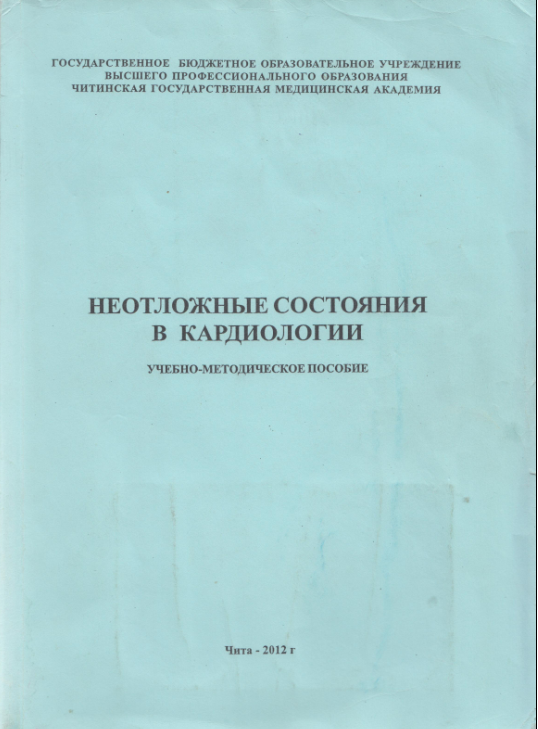 ГОСУДАРСТВЕННОЕ БЮДЖЕТНОЕ ОБРАЗОВАТЕЛЬНОЕ УЧРЕЖДЕНИЕ
ВЫСШЕГО ПРОФЕССИОНАЛЬНОГО ОБРАЗОВАНИЯ
ЧИТИНСКАЯ ГОСУДАРСТВЕННАЯ МЕДИЦИНСКАЯ АКАДЕМИЯ
НЕОТЛОЖНЫЕ СОСТОЯНИЯ
В КАРДИОЛОГИИ
УЧЕБНО-МЕТОДИЧЕСКОЕ ПОСОБИЕ
Чита - 2012 г